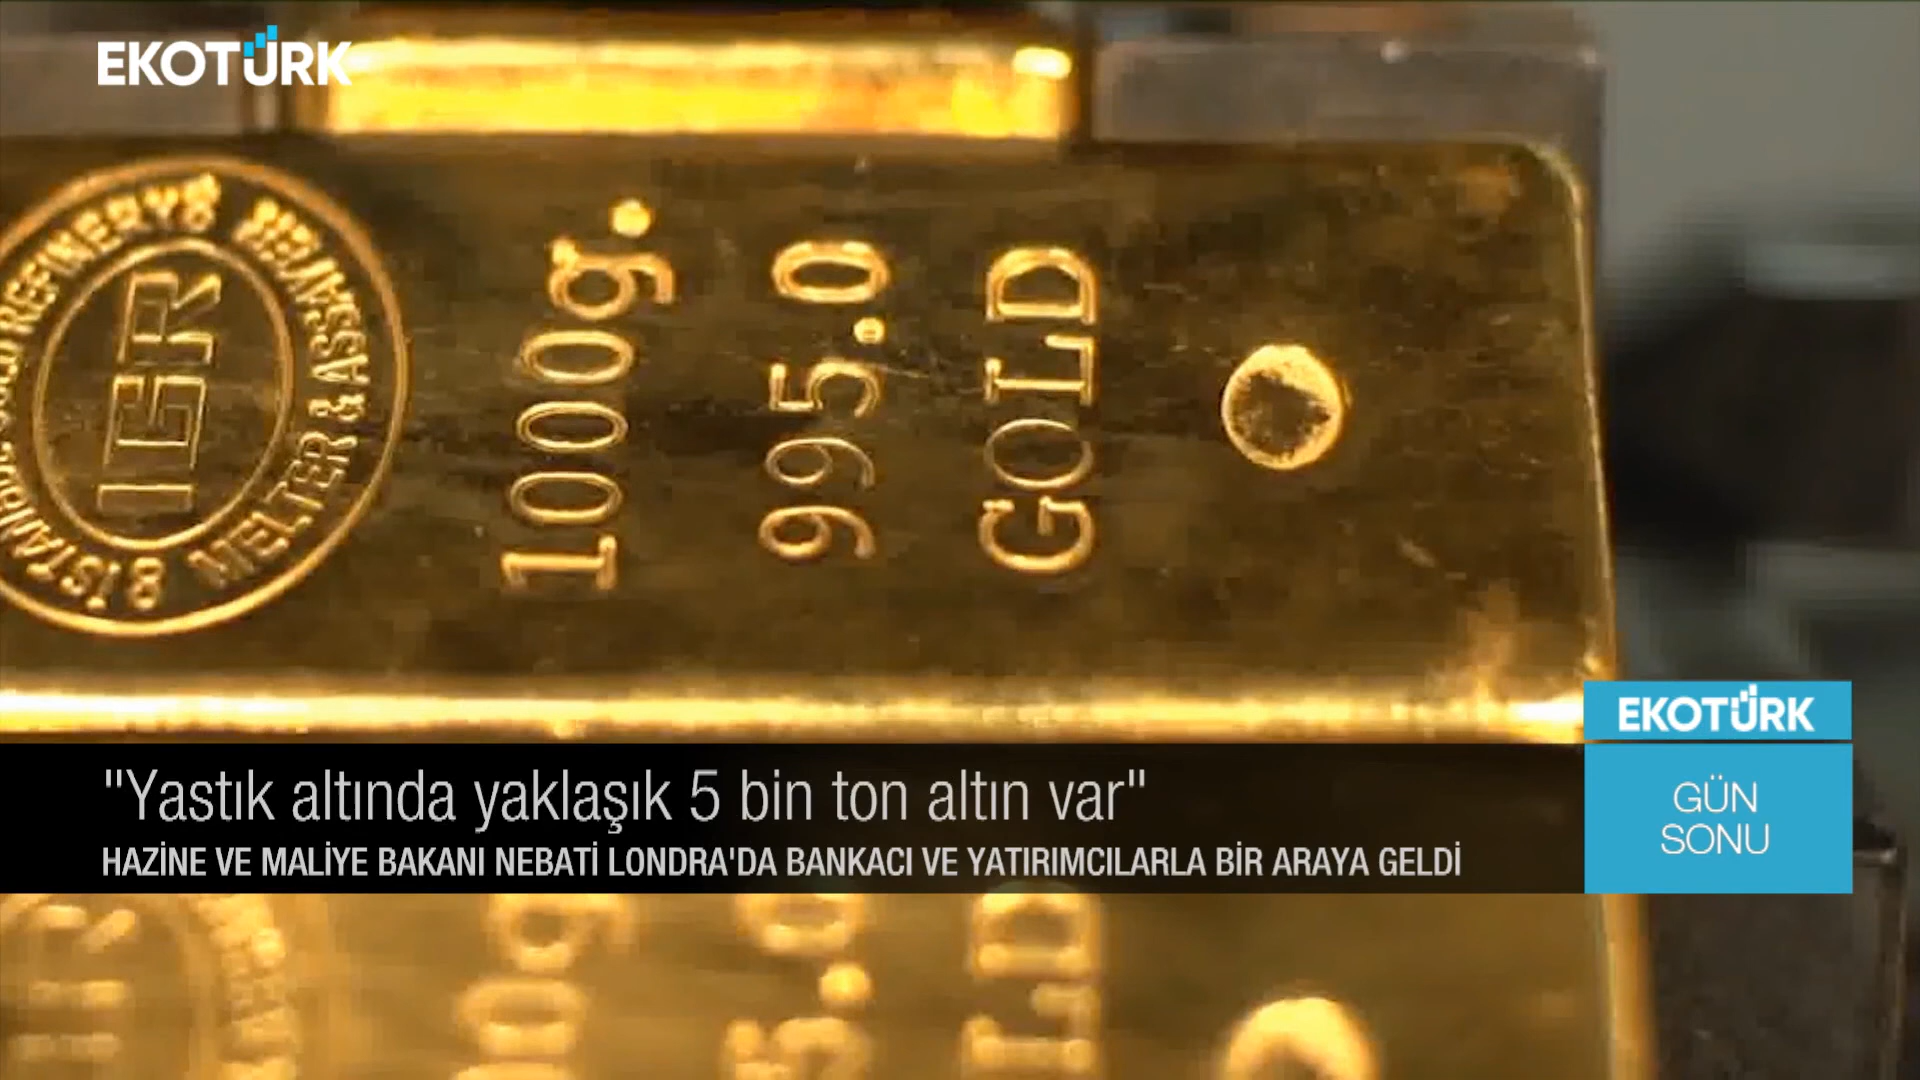 EKOTÜRK
ISTANBUL GOLD REFINERY
MELTER & ASSAYER
IGR
1000g.
995.0
GOLD
EKOTÜRK
"Yastık altında yaklaşık 5 bin ton altın var"
HAZİNE VE MALİYE BAKANI NEBATİ LONDRA'DA BANKACI VE YATIRIMCILARLA BİR ARAYA GELDİ
GÜN
SONU